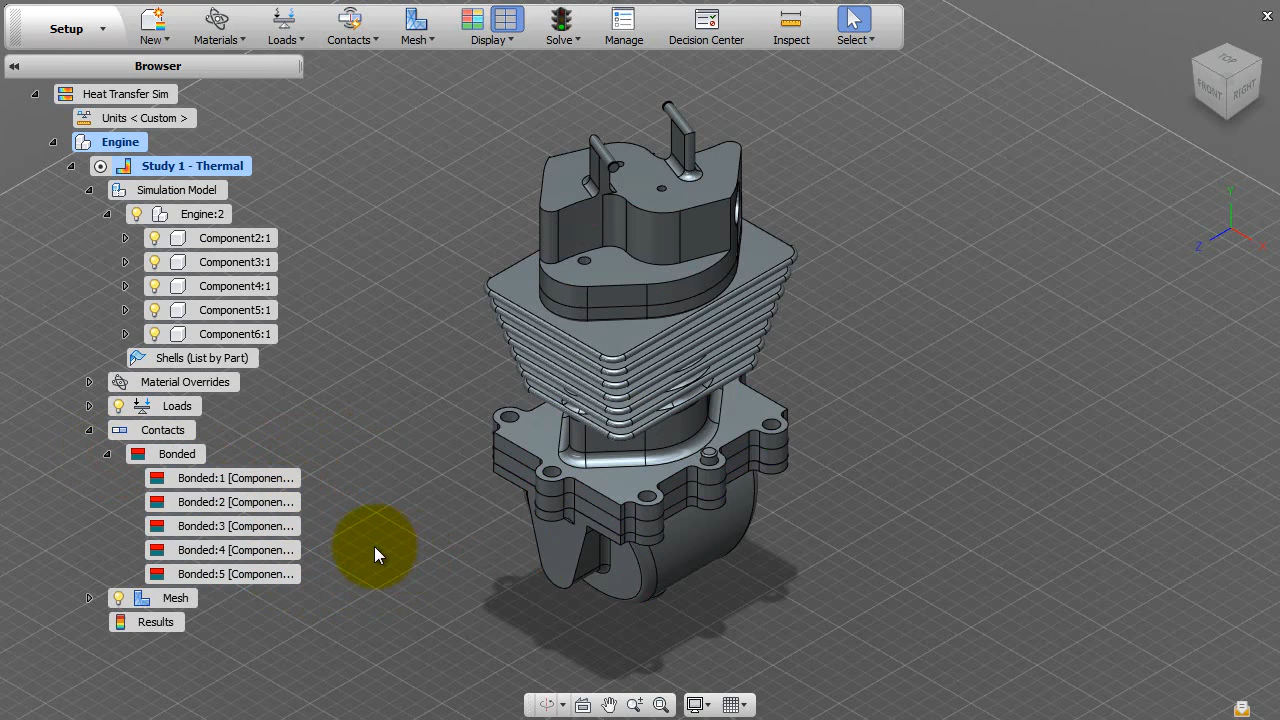 Setup
New
Materials
Loads
Contacts
Mesh
Display
Solve
Manage
Decision Center
Inspect
Select
Browser
Heat Transfer Sim
Units < Custom >
Engine
Study 1 - Thermal
Simulation Model
Engine:2
Component2:1
Component3:1
Component4:1
Component5:1
Component6:1
Shells (List by Part)
Material Overrides
Loads
Contacts
Bonded
Bonded:1 [Componen...
Bonded:2 [Componen...
Bonded:3 [Componen...
Bonded:4 [Componen...
Bonded:5 [Componen...
Mesh
Results
TOP
FRONT
RIGHT
Y
Z
X